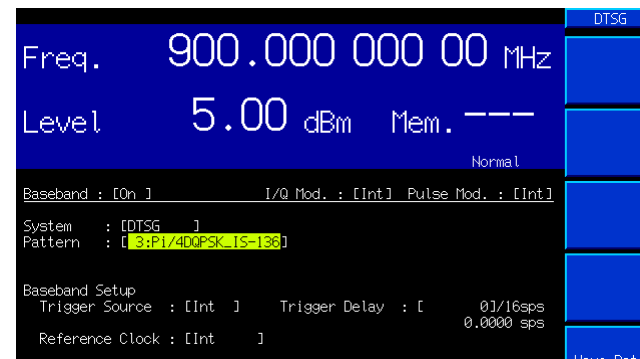 DTSG
Freq. 900.000 000 00 MHz
Level 5.00 dBm Mem. ---
Normal
Baseband : [On ] I/Q Mod. : [Int] Pulse Mod. : [Int]
System : [DTSG ]
Pattern : [ 3:Pi/4DQPSK_IS-136]
Baseband Setup
Trigger Source : [Int ] Trigger Delay : [ 0]/16sps
0.0000 sps
Reference Clock : [Int ]